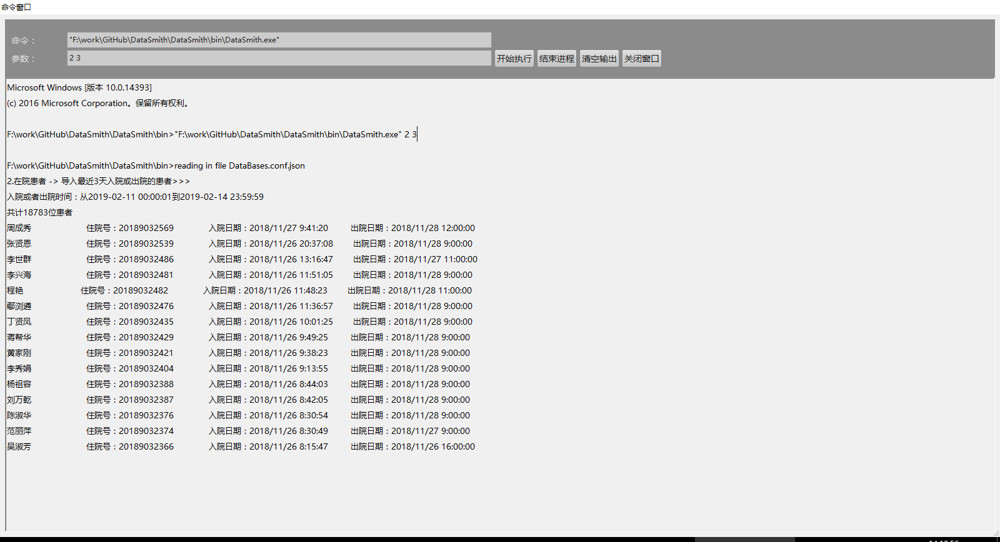 命令窗口
命令：
"F:\work\GitHub\DataSmith\DataSmith\bin\DataSmith.exe"
参数：
2 3
开始执行 结束进程 清空输出 关闭窗口
Microsoft Windows [版本 10.0.14393]
(c) 2016 Microsoft Corporation。保留所有权利。
F:\work\GitHub\DataSmith\DataSmith\bin>"F:\work\GitHub\DataSmith\DataSmith\bin\DataSmith.exe" 2 3
F:\work\GitHub\DataSmith\DataSmith\bin>reading in file DataBases.conf.json
2.在院患者 -> 导入最近3天入院或出院的患者>>>
入院或者出院时间：从2019-02-11 00:00:01到2019-02-14 23:59:59
共计18783位患者
周成秀 住院号：20189032569 入院日期：2018/11/27 9:41:20 出院日期：2018/11/28 12:00:00
张贤恩 住院号：20189032539 入院日期：2018/11/26 20:37:08 出院日期：2018/11/28 9:00:00
李世群 住院号：20189032486 入院日期：2018/11/26 13:16:47 出院日期：2018/11/27 11:00:00
李兴海 住院号：20189032481 入院日期：2018/11/26 11:51:05 出院日期：2018/11/28 9:00:00
程艳 住院号：20189032482 入院日期：2018/11/26 11:48:23 出院日期：2018/11/28 11:00:00
鄢浏遴 住院号：20189032476 入院日期：2018/11/26 11:36:57 出院日期：2018/11/28 9:00:00
丁贤凤 住院号：20189032435 入院日期：2018/11/26 10:01:25 出院日期：2018/11/28 9:00:00
蒋帮华 住院号：20189032429 入院日期：2018/11/26 9:49:25 出院日期：2018/11/28 9:00:00
黄家刚 住院号：20189032421 入院日期：2018/11/26 9:38:23 出院日期：2018/11/28 9:00:00
李秀娟 住院号：20189032404 入院日期：2018/11/26 9:13:55 出院日期：2018/11/28 9:00:00
杨祖容 住院号：20189032388 入院日期：2018/11/26 8:44:03 出院日期：2018/11/28 9:00:00
刘万乾 住院号：20189032387 入院日期：2018/11/26 8:42:05 出院日期：2018/11/28 9:00:00
陈淑华 住院号：20189032376 入院日期：2018/11/26 8:30:54 出院日期：2018/11/28 9:00:00
范丽萍 住院号：20189032374 入院日期：2018/11/26 8:30:49 出院日期：2018/11/27 9:00:00
吴淑芳 住院号：20189032366 入院日期：2018/11/26 8:15:47 出院日期：2018/11/26 16:00:00